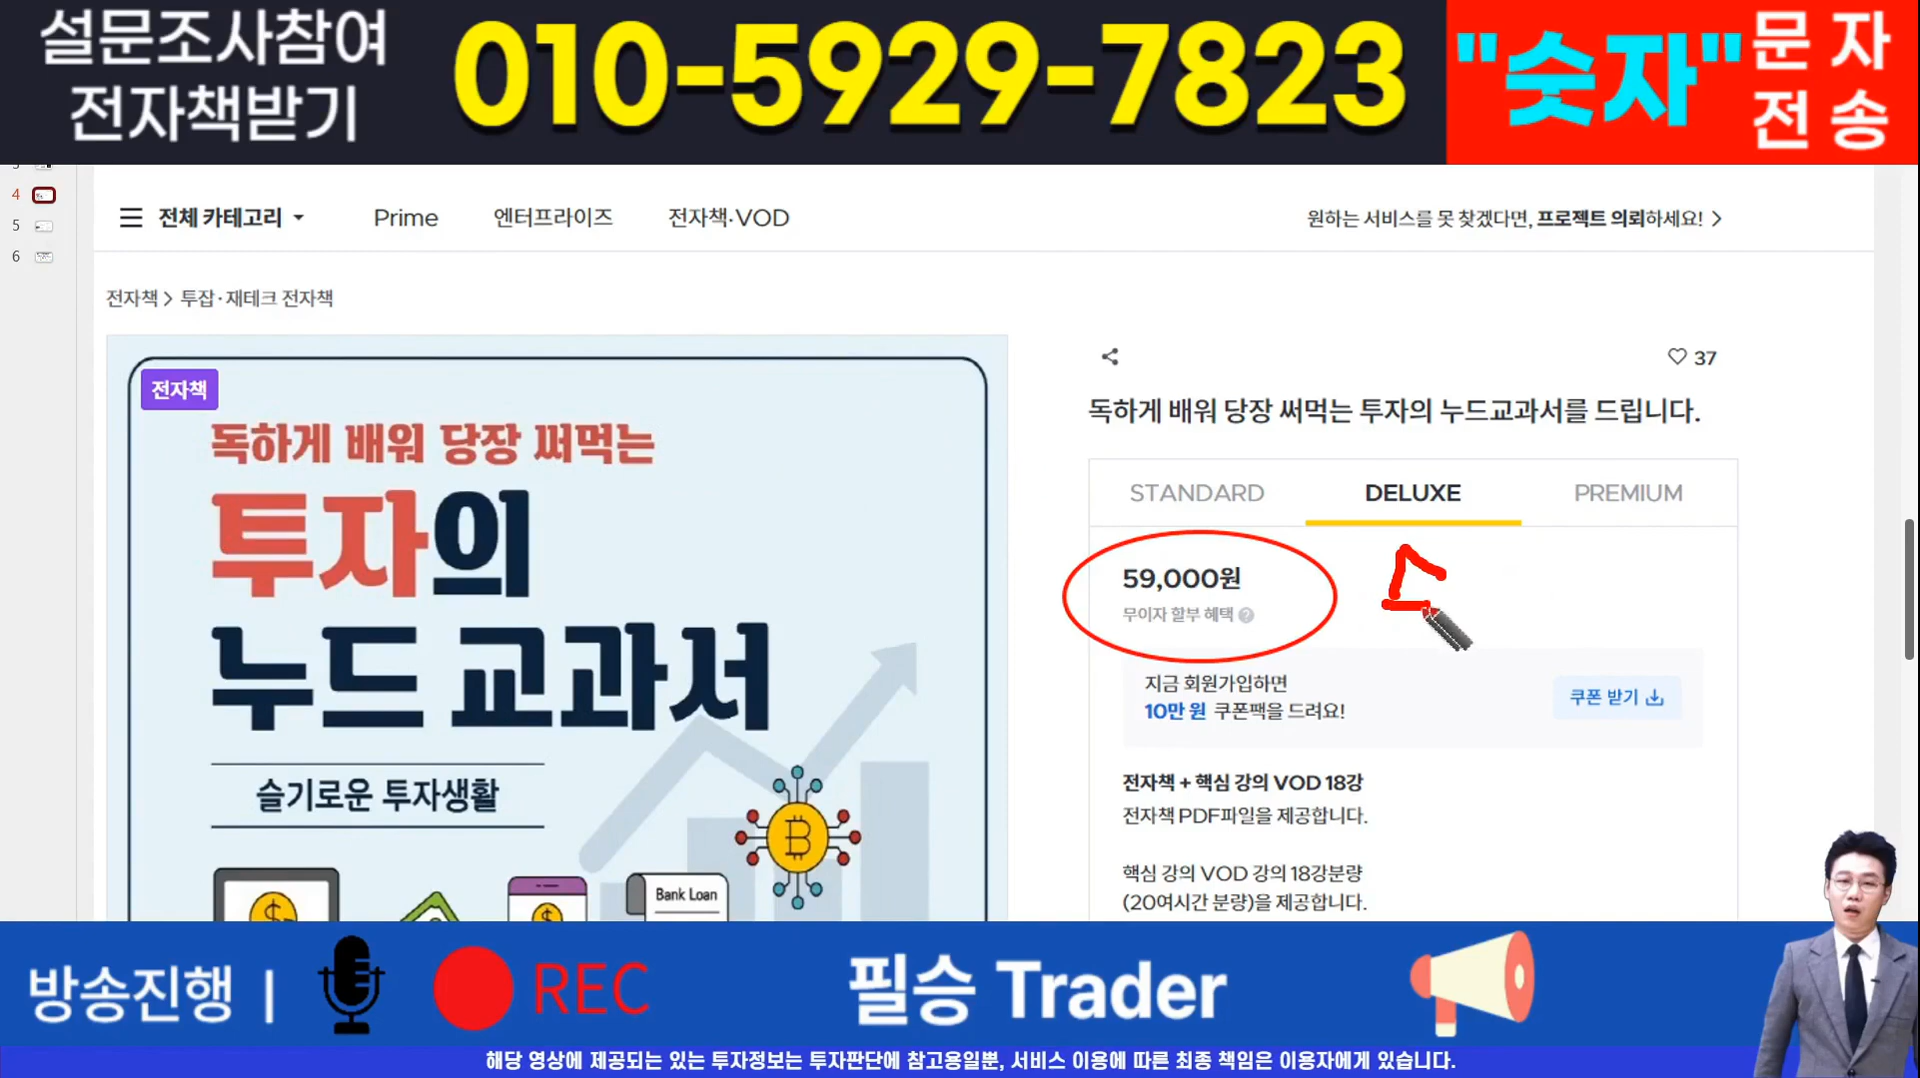 설문조사참여
전자책받기
010-5929-7823
"숫자"
문자
전송
4
5
6
전체 카테고리
Prime
엔터프라이즈
전자책·VOD
원하는 서비스를 못 찾겠다면, 프로젝트 의뢰하세요! >
전자책 > 투잡·재테크 전자책
전자책
독하게 배워 당장 써먹는
투자의
누드 교과서
슬기로운 투자생활
Bank Loan
37
독하게 배워 당장 써먹는 투자의 누드교과서를 드립니다.
STANDARD
DELUXE
PREMIUM
59,000원
무이자 할부 혜택 ?
지금 회원가입하면
10만 원 쿠폰팩을 드려요!
쿠폰 받기
전자책 + 핵심 강의 VOD 18강
전자책 PDF파일을 제공합니다.
핵심 강의 VOD 강의 18강분량
(20여시간 분량)을 제공합니다.
방송진행 |
REC
필승 Trader
해당 영상에 제공되는 있는 투자정보는 투자판단에 참고용일뿐, 서비스 이용에 따른 최종 책임은 이용자에게 있습니다.